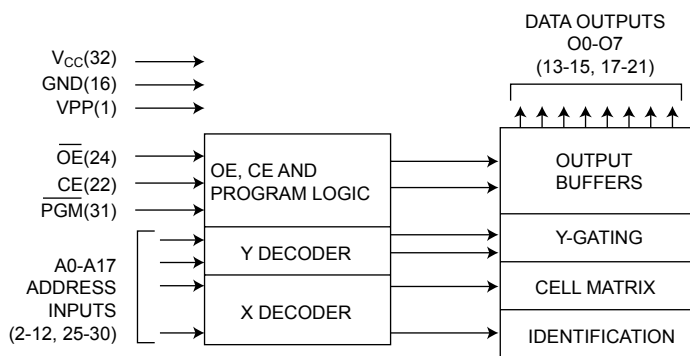 DATA OUTPUTS
O0-O7
(13-15, 17-21)
VCC(32)
GND(16)
VPP(1)
OE(24)
CE(22)
PGM(31)
OE, CE AND
PROGRAM LOGIC
OUTPUT
BUFFERS
A0-A17
ADDRESS
INPUTS
(2-12, 25-30)
Y DECODER
Y-GATING
X DECODER
CELL MATRIX
IDENTIFICATION